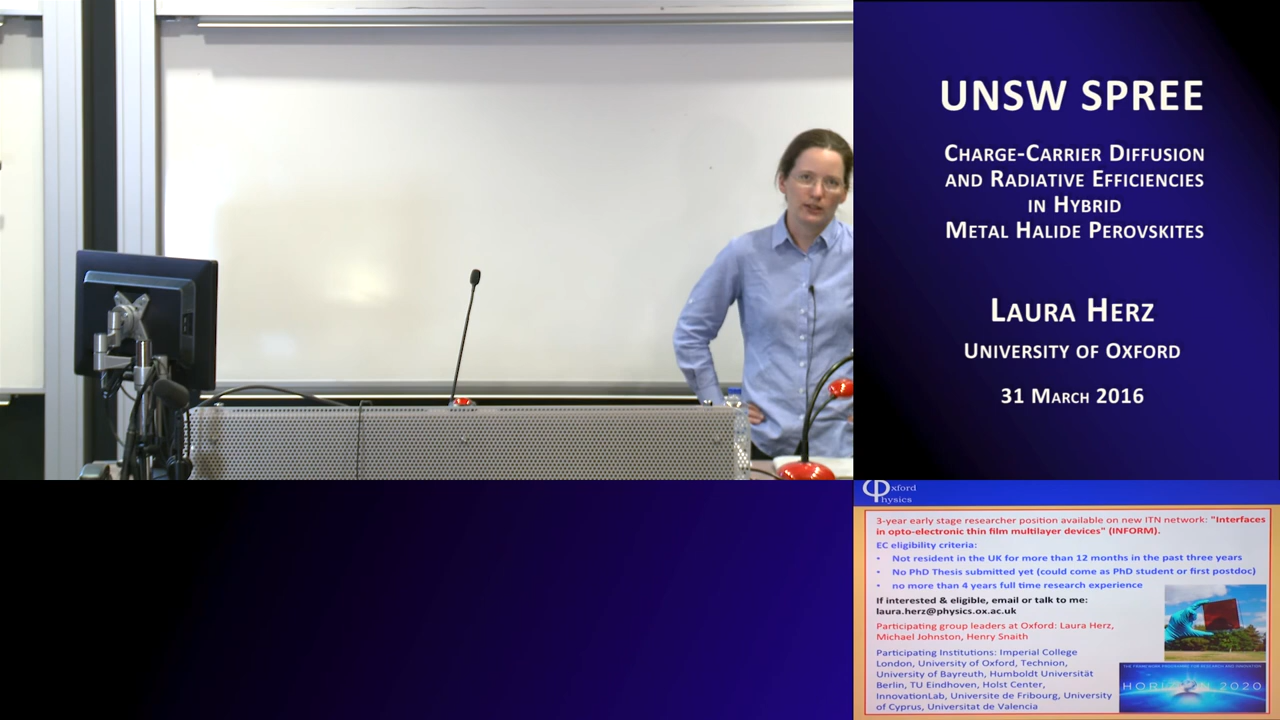 UNSW SPREE
Charge-Carrier Diffusion
and Radiative Efficiencies
in Hybrid
Metal Halide Perovskites
Laura Herz
University of Oxford
31 March 2016
Oxford
Physics
3-year early stage researcher position available on new ITN network: "Interfaces
in opto-electronic thin film multilayer devices" (INFORM).
EC eligibility criteria:
• Not resident in the UK for more than 12 months in the past three years
• No PhD Thesis submitted yet (could come as PhD student or first postdoc)
• no more than 4 years full time research experience
If interested & eligible, email or talk to me:
laura.herz@physics.ox.ac.uk
Participating group leaders at Oxford: Laura Herz,
Michael Johnston, Henry Snaith
Participating Institutions: Imperial College
London, University of Oxford, Technion,
University of Bayreuth, Humboldt Universität
Berlin, TU Eindhoven, Holst Center,
InnovationLab, Universite de Fribourg, University
of Cyprus, Universitat de Valencia
THE FRAMEWORK PROGRAMME FOR RESEARCH AND INNOVATION
HORIZON 2020